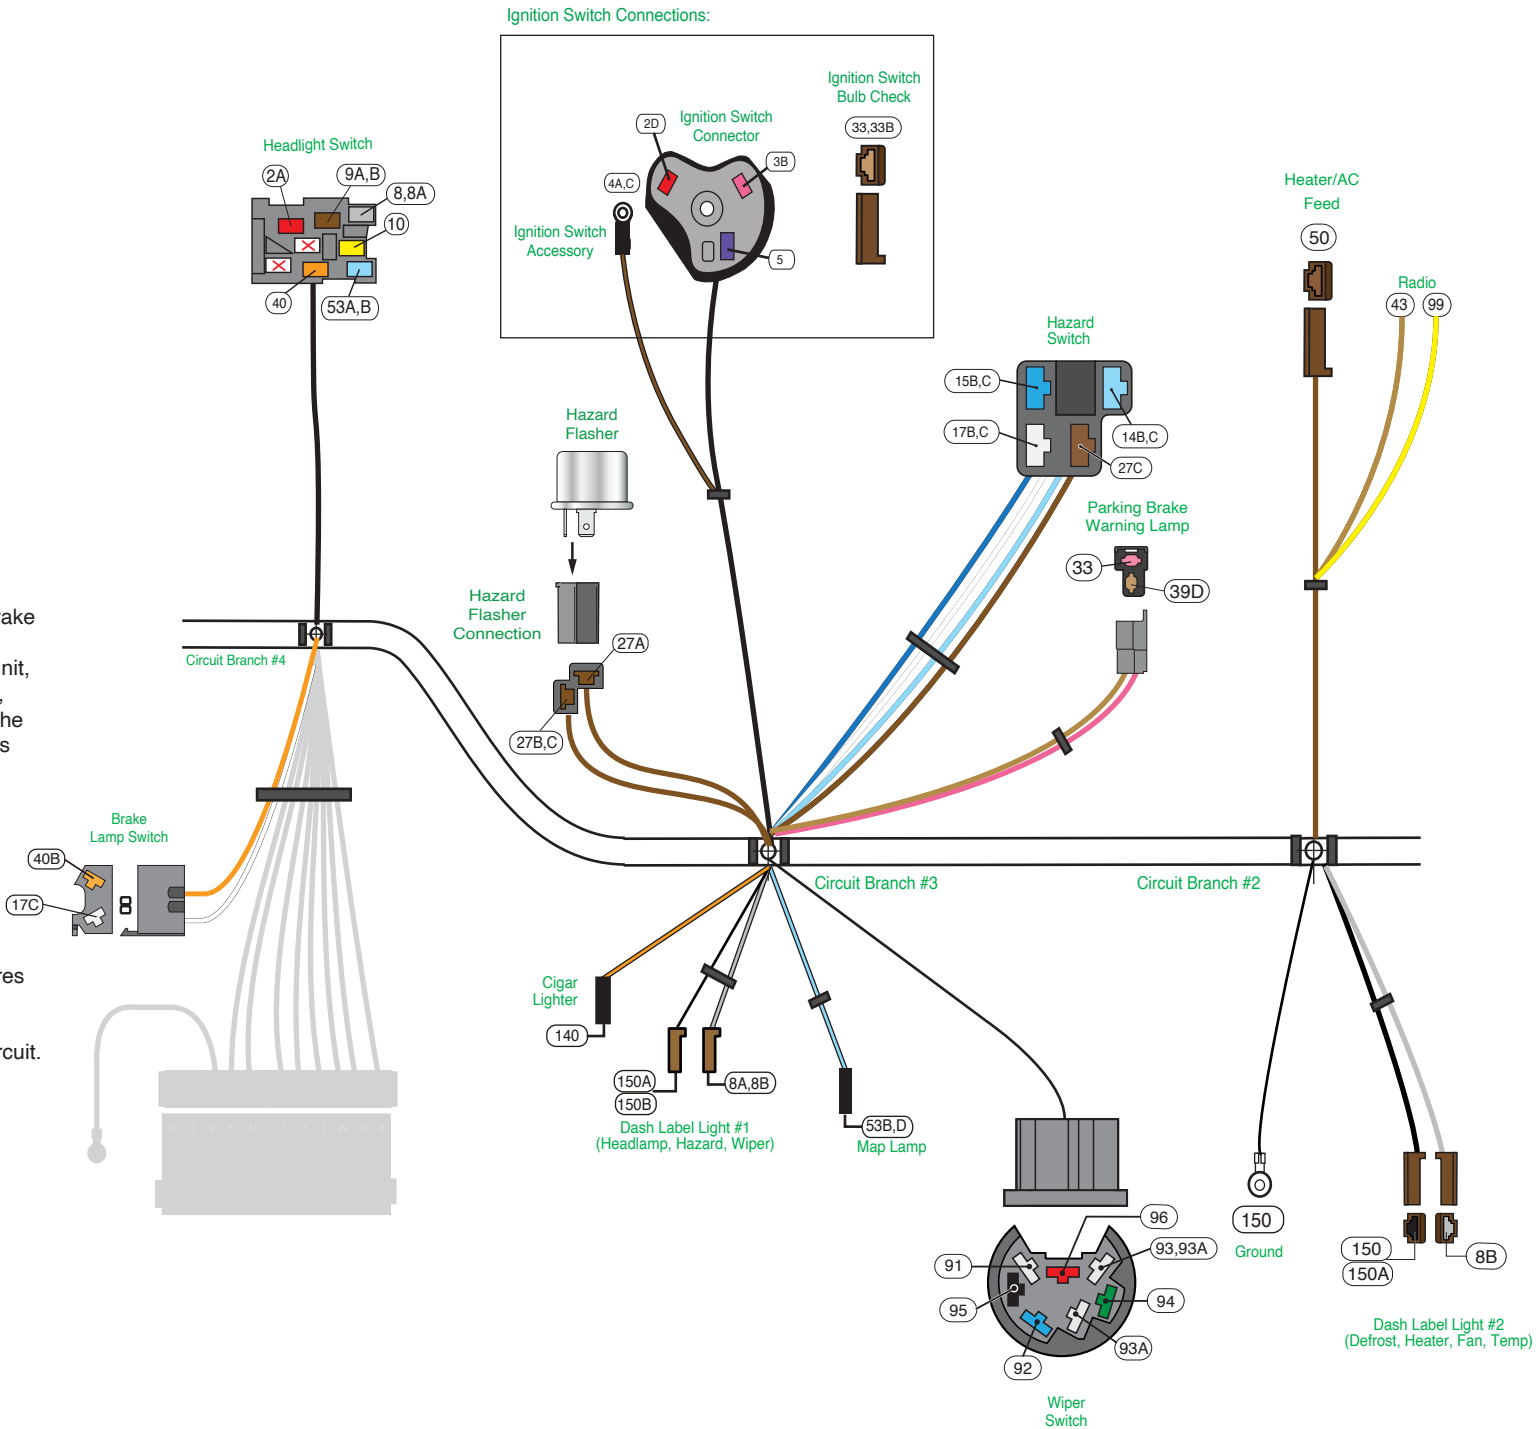 Ignition Switch Connections:
Ignition Switch
Bulb Check
33,33B
Ignition Switch
Connector
2D
3B
4A,C
Ignition Switch
Accessory
5
Headlight Switch
2A
9A,B
8,8A
10
40
53A,B
Heater/AC
Feed
50
Radio
43
99
Hazard
Switch
15B,C
14B,C
17B,C
27C
Hazard
Flasher
Parking Brake
Warning Lamp
33
39D
Hazard
Flasher
Connection
27A
27B,C
rake
nit,
,
he
s
Circuit Branch #4
Brake
Lamp Switch
40B
17C
res
rcuit.
Circuit Branch #3
Circuit Branch #2
Cigar
Lighter
140
150A
150B
8A,8B
Dash Label Light #1
(Headlamp, Hazard, Wiper)
53B,D
Map Lamp
D E F G H J K L M N P
96
93,93A
91
95
94
93A
92
Wiper
Switch
150
Ground
150
150A
8B
Dash Label Light #2
(Defrost, Heater, Fan, Temp)